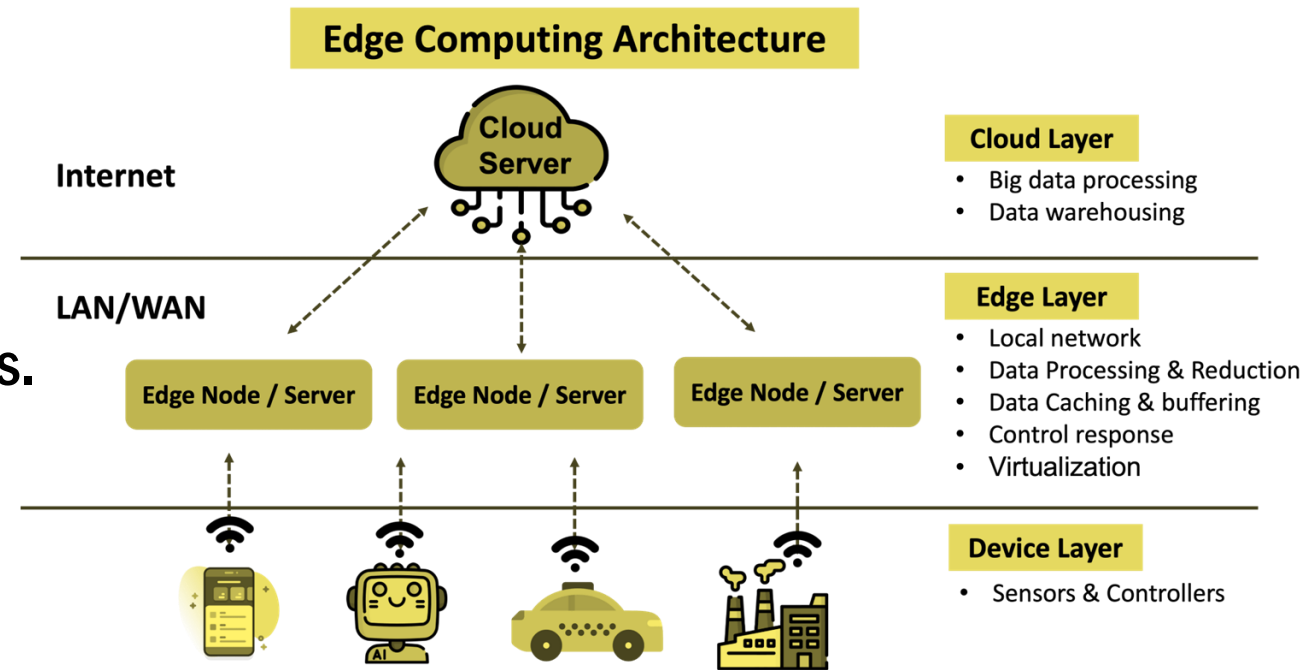 Edge Computing Architecture
Cloud
Server
Internet
Cloud Layer
• Big data processing
• Data warehousing
LAN/WAN
Edge Layer
• Local network
• Data Processing & Reduction
• Data Caching & buffering
• Control response
• Virtualization
s.
Edge Node / Server
Edge Node / Server
Edge Node / Server
Device Layer
• Sensors & Controllers
AI